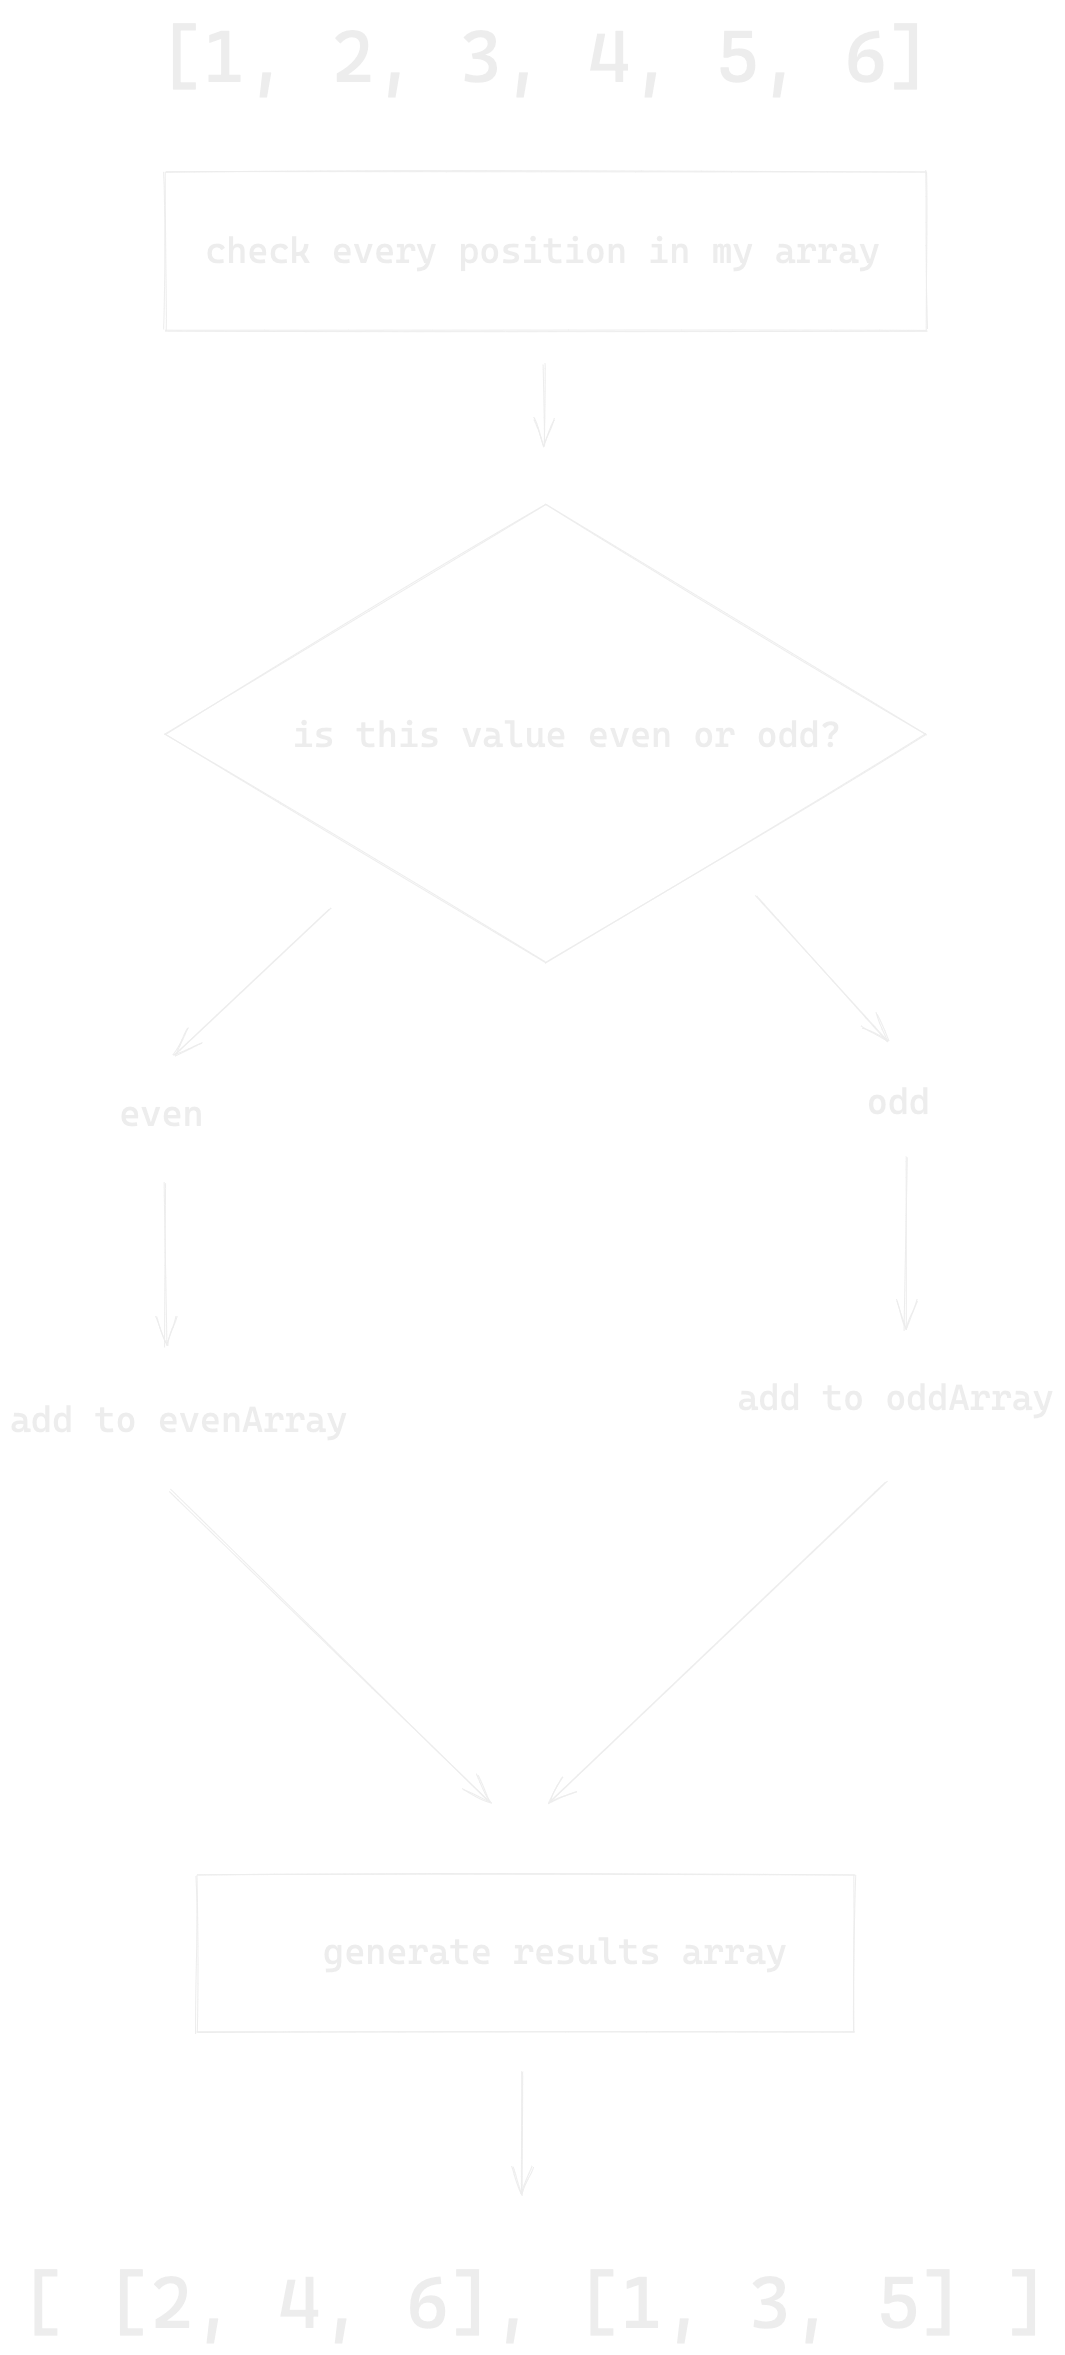 [1, 2, 3, 4, 5, 6]
check every position in my array
is this value even or odd?
even
odd
add to evenArray
add to oddArray
generate results array
[ [2, 4, 6], [1, 3, 5] ]